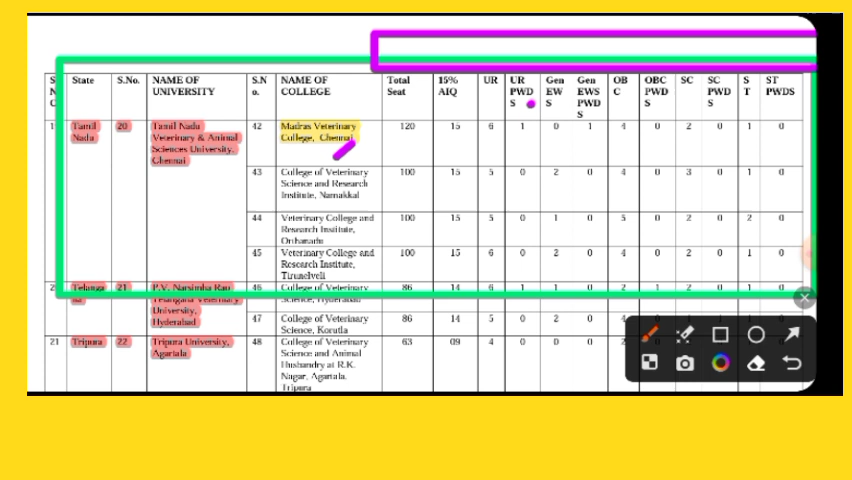 S State S.No. NAME OF S.N NAME OF Total 15% UR UR Gen Gen OB OBC SC SC S ST
N UNIVERSITY o. COLLEGE Seat AIQ PWD EW EWS C PWD PWD T PWDS
S S PWD S S
S
Tamil 20 Tamil Nadu 42 Madras Veterinary 120 15 6 1 0 1 4 0 2 0 1 0
Nadu Veterinary & Animal College, Chennai
Sciences University,
Chennai
43 College of Veterinary 100 15 5 0 2 0 4 0 3 0 1 0
Science and Research
Institute, Namakkal
44 Veterinary College and 100 15 5 0 1 0 5 0 2 0 2 0
Research Institute,
Orthanadu
45 Veterinary College and 100 15 6 0 2 0 4 0 2 0 1 0
Research Institute,
Tirunelveli
21 P.V. Narsimha Rao 46 College of Veterinary 86 14 6 1 1 0 2 1 2 0 1 0
Telangana Veterinary Science, Hyderabad
University,
Hyderabad 47 College of Veterinary 86 14 5 0 2 0 4
Science, Korutla
21 Tripura 22 Tripura University, 48 College of Veterinary 63 09 4 0 0 0 2
Agartala Science and Animal
Husbandry at R.K.
Nagar, Agartala,
Tripura